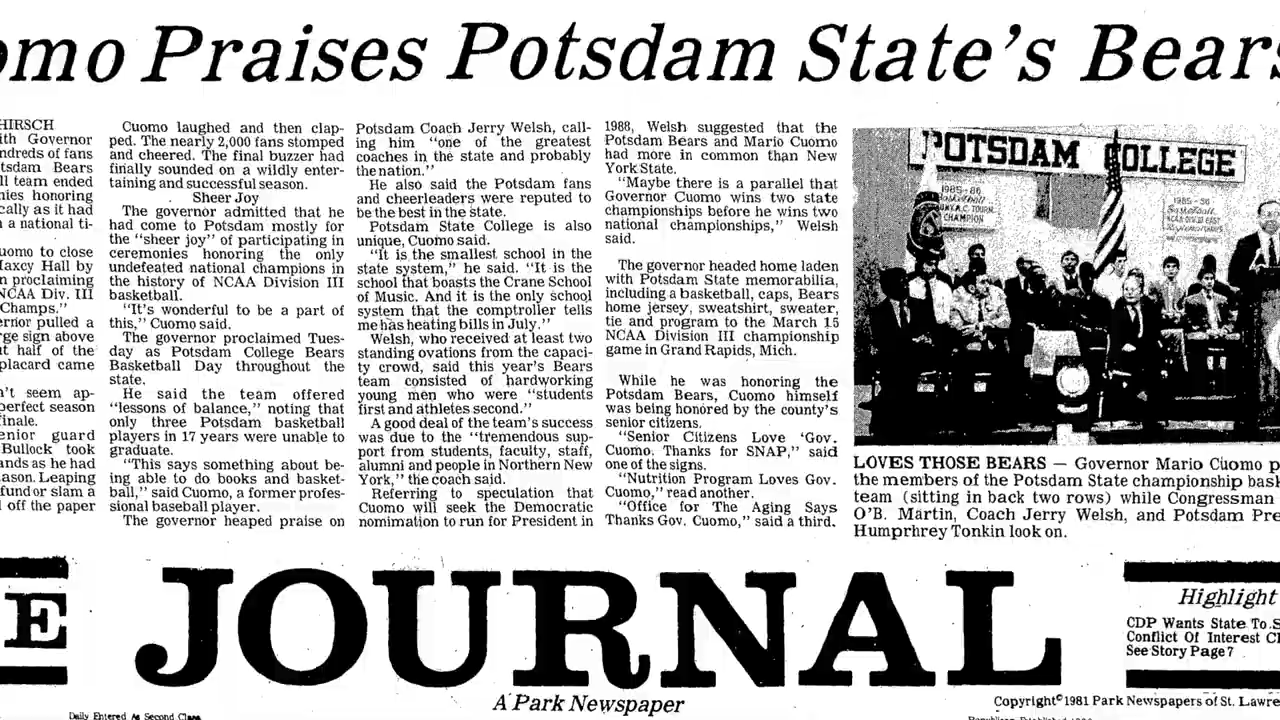 omo Praises Potsdam State's Bears
HIRSCH
ith Governor
ndreds of fans
tsdam Bears
ll team ended
nies honoring
cally as it had
n a national ti-
uomo to close
Maxcy Hall by
n proclaiming
NCAA Div. III
Champs."
ernor pulled a
rge sign above
ut half of the
placard came
n't seem ap-
perfect season
inale.
enior guard
Bullock took
ands as he had
ason. Leaping
fund or slam a
l off the paper
Cuomo laughed and then clap-
ped. The nearly 2,000 fans stomped
and cheered. The final buzzer had
finally sounded on a wildly enter-
taining and successful season.
Sheer Joy
The governor admitted that he
had come to Potsdam mostly for
the "sheer joy" of participating in
ceremonies honoring the only
undefeated national champions in
the history of NCAA Division III
basketball.
"It's wonderful to be a part of
this," Cuomo said.
The governor proclaimed Tues-
day as Potsdam College Bears
Basketball Day throughout the
state.
He said the team offered
"lessons of balance," noting that
only three Potsdam basketball
players in 17 years were unable to
graduate.
"This says something about be-
ing able to do books and basket-
ball," said Cuomo, a former profes-
sional baseball player.
The governor heaped praise on
Potsdam Coach Jerry Welsh, call-
ing him "one of the greatest
coaches in the state and probably
the nation."
He also said the Potsdam fans
and cheerleaders were reputed to
be the best in the state.
Potsdam State College is also
unique, Cuomo said.
"It is the smallest school in the
state system," he said. "It is the
school that boasts the Crane School
of Music. And it is the only school
system that the comptroller tells
me has heating bills in July."
Welsh, who received at least two
standing ovations from the capaci-
ty crowd, said this year's Bears
team consisted of hardworking
young men who were "students
first and athletes second."
A good deal of the team's success
was due to the "tremendous sup-
port from students, faculty, staff,
alumni and people in Northern New
York," the coach said.
Referring to speculation that
Cuomo will seek the Democratic
nomination to run for President in
1988, Welsh suggested that the
Potsdam Bears and Mario Cuomo
had more in common than New
York State.
"Maybe there is a parallel that
Governor Cuomo wins two state
championships before he wins two
national championships," Welsh
said.
The governor headed home laden
with Potsdam State memorabilia,
including a basketball, caps, Bears
home jersey, sweatshirt, sweater,
tie and program to the March 15
NCAA Division III championship
game in Grand Rapids, Mich.
While he was honoring the
Potsdam Bears, Cuomo himself
was being honored by the county's
senior citizens.
"Senior Citizens Love 'Gov.
Cuomo. Thanks for SNAP," said
one of the signs.
"Nutrition Program Loves Gov.
Cuomo," read another.
"Office for The Aging Says
Thanks Gov. Cuomo," said a third.
POTSDAM COLLEGE
1985-86
Basketball
CHAMPION
1985-86
Basketball
LOVES THOSE BEARS — Governor Mario Cuomo p
the members of the Potsdam State championship bask
team (sitting in back two rows) while Congressman
O'B. Martin, Coach Jerry Welsh, and Potsdam Pre
Humprhrey Tonkin look on.
E JOURNAL
A Park Newspaper
Highlight
CDP Wants State To S
Conflict Of Interest Cl
See Story Page 7
Copyright©1981 Park Newspapers of St. Lawre
Daily Entered As Second Class